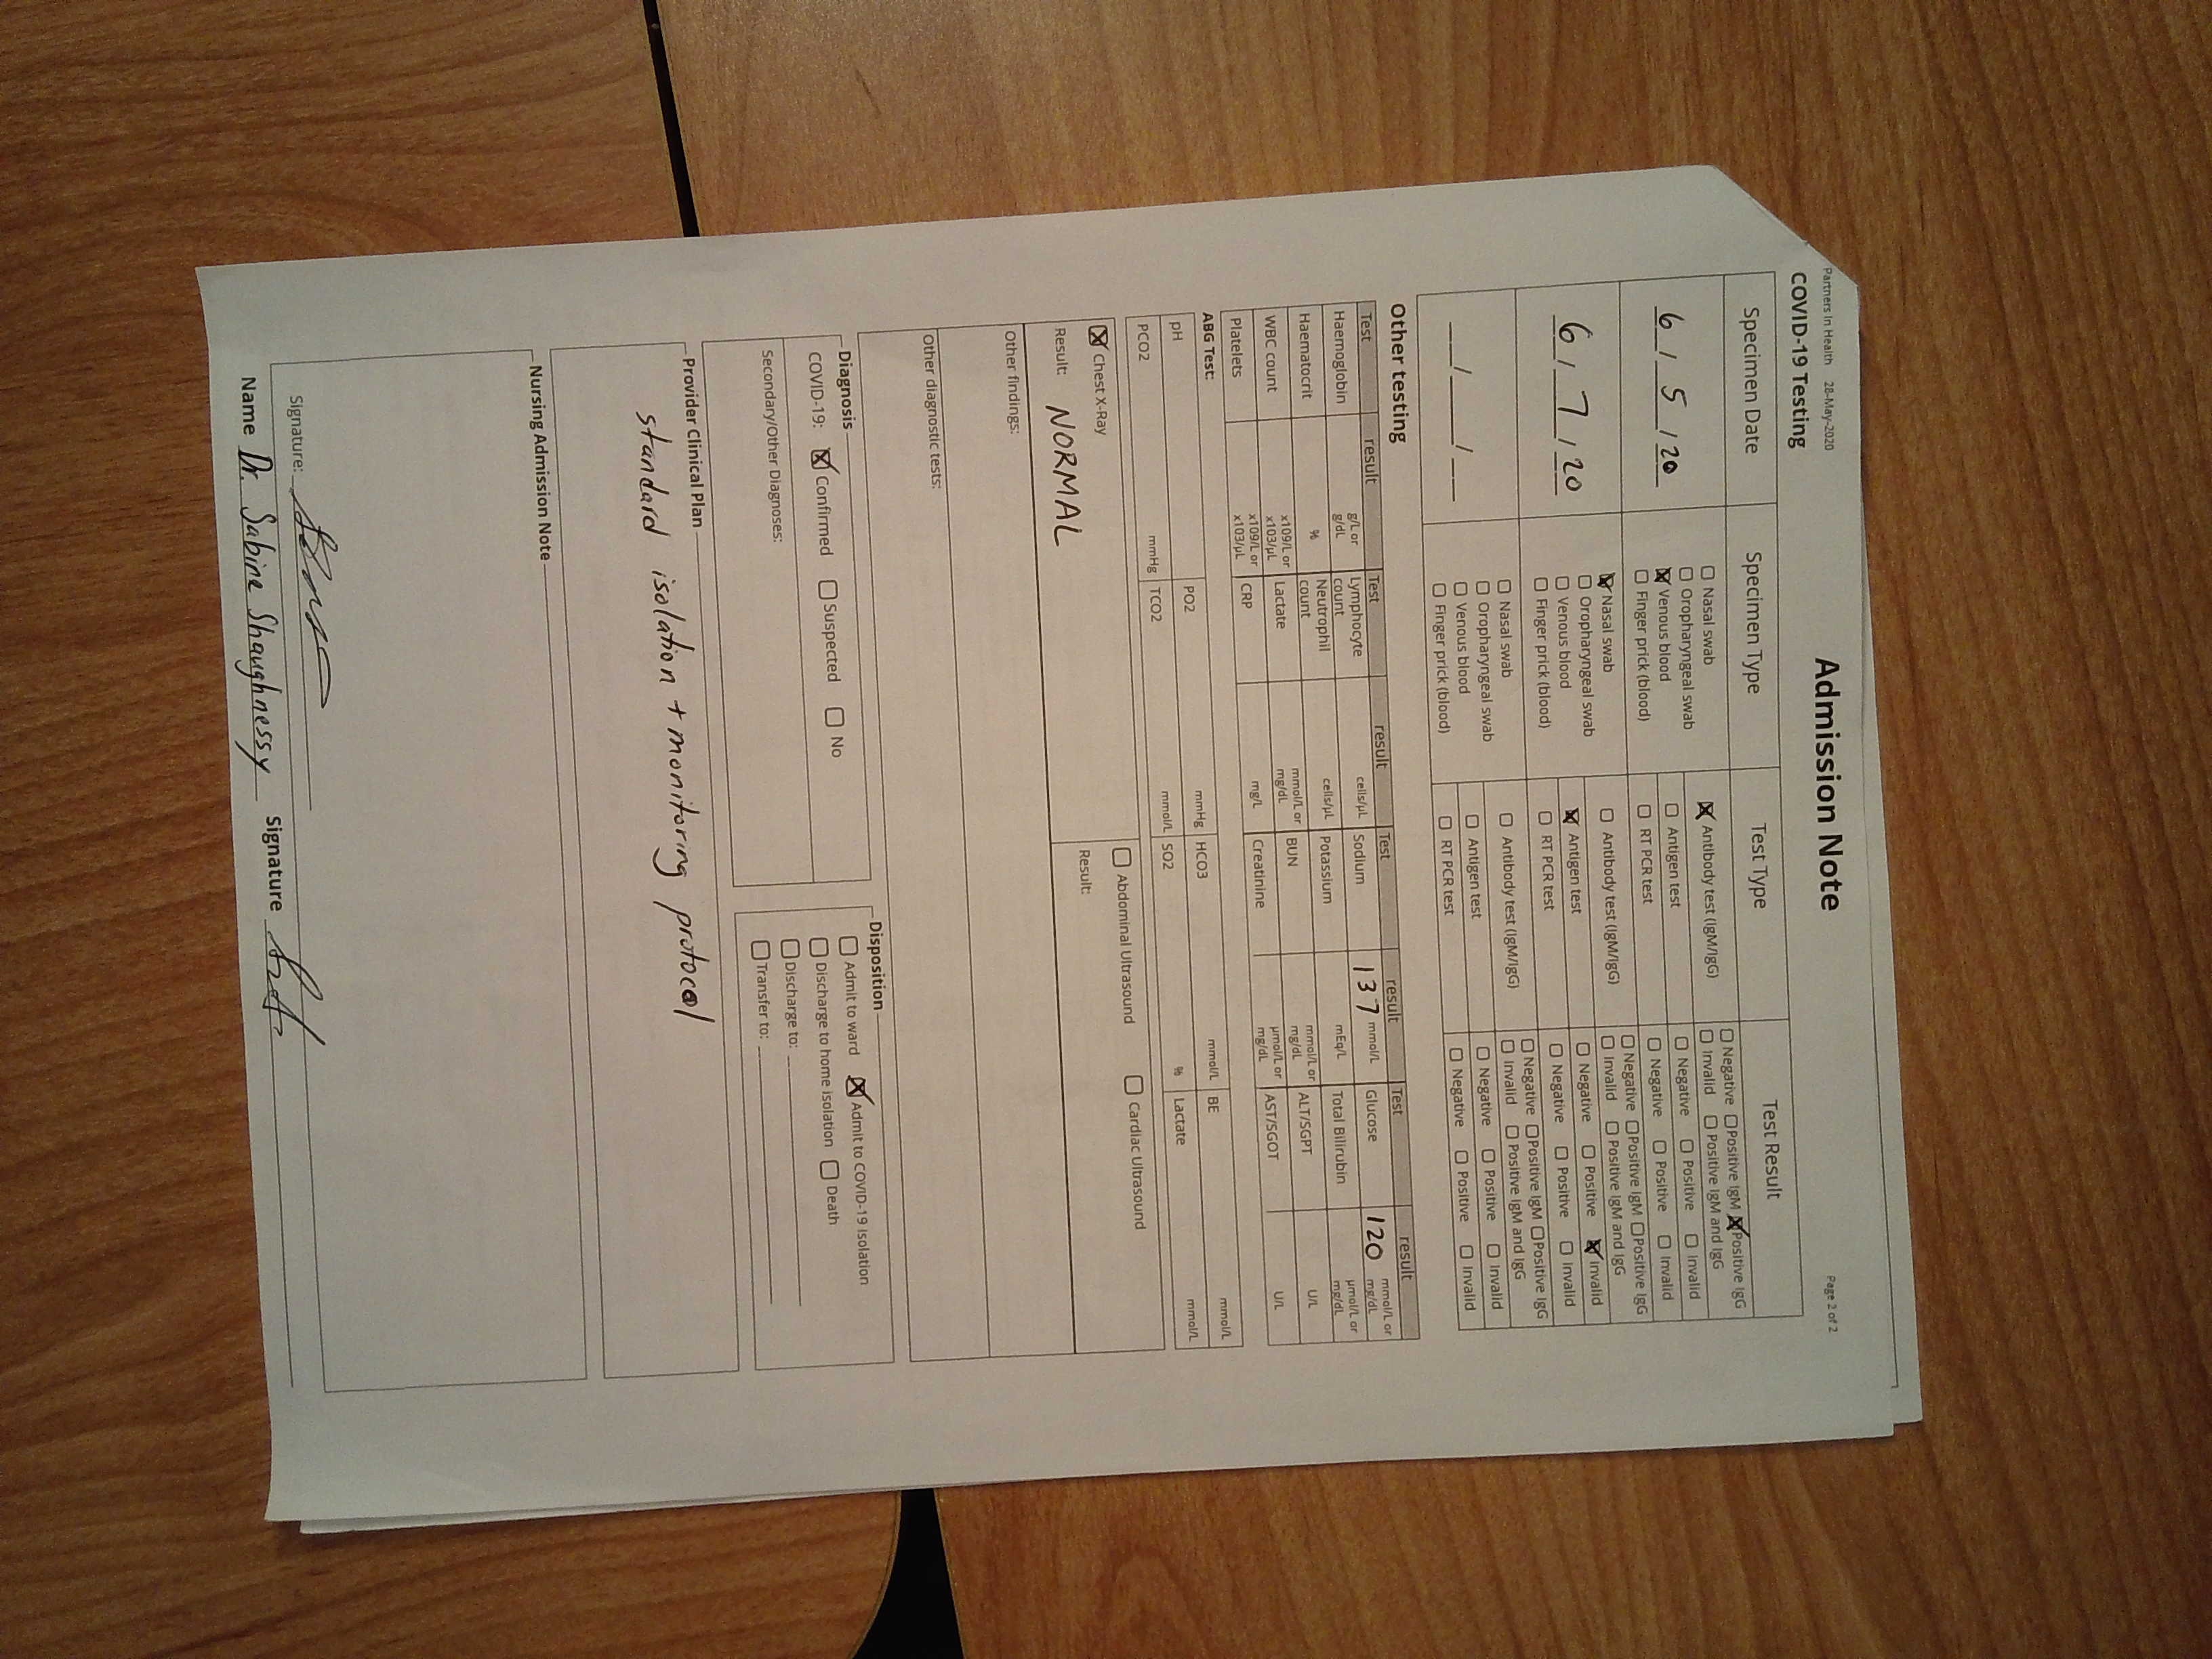 Partners In Health 28-May-2020
Page 2 of 2
Admission Note
COVID-19 Testing
Specimen Date Specimen Type Test Type Test Result
6 / 5 / 20
☐ Nasal swab
☐ Oropharyngeal swab
☒ Venous blood
☐ Finger prick (blood)
☒ Antibody test (IgM/IgG)
☐ Negative ☐ Positive IgM ☒ Positive IgG
☐ Invalid ☐ Positive IgM and IgG
☐ Antigen test
☐ Negative ☐ Positive ☐ Invalid
☐ RT PCR test
☐ Negative ☐ Positive ☐ Invalid
6 / 7 / 20
☒ Nasal swab
☐ Oropharyngeal swab
☐ Venous blood
☐ Finger prick (blood)
☐ Antibody test (IgM/IgG)
☐ Negative ☐ Positive IgM ☐ Positive IgG
☐ Invalid ☐ Positive IgM and IgG
☒ Antigen test
☐ Negative ☐ Positive ☒ Invalid
☐ RT PCR test
☐ Negative ☐ Positive ☐ Invalid
__/__/__
☐ Nasal swab
☐ Oropharyngeal swab
☐ Venous blood
☐ Finger prick (blood)
☐ Antibody test (IgM/IgG)
☐ Negative ☐ Positive IgM ☐ Positive IgG
☐ Invalid ☐ Positive IgM and IgG
☐ Antigen test
☐ Negative ☐ Positive ☐ Invalid
☐ RT PCR test
☐ Negative ☐ Positive ☐ Invalid
Other testing
Test result Test result Test result Test result
Haemoglobin g/L or g/dL Lymphocyte count cells/µL Sodium 137 mmol/L Glucose 120 mmol/L or mg/dL
Haematocrit % Neutrophil count cells/µL Potassium mEq/L Total Bilirubin µmol/L or mg/dL
WBC count x109/L or x103/µL Lactate mmol/L or mg/dL BUN mmol/L or mg/dL ALT/SGPT U/L
Platelets x109/L or x103/µL CRP mg/L Creatinine µmol/L or mg/dL AST/SGOT U/L
ABG Test:
pH PO2 mmHg HCO3 mmol/L BE mmol/L
PCO2 mmHg TCO2 mmol/L SO2 % Lactate mmol/L
☒ Chest X-Ray ☐ Abdominal Ultrasound ☐ Cardiac Ultrasound
Result: NORMAL Result:
Other findings:
Other diagnostic tests:
Diagnosis
COVID-19: ☒ Confirmed ☐ Suspected ☐ No
Secondary/Other Diagnoses:
Disposition
☐ Admit to ward ☒ Admit to COVID-19 Isolation
☐ Discharge to home isolation ☐ Death
☐ Discharge to:
☐ Transfer to:
Provider Clinical Plan
standard isolation + monitoring protocol
Nursing Admission Note
Signature:
Name Dr. Sabine Shaughnessy Signature